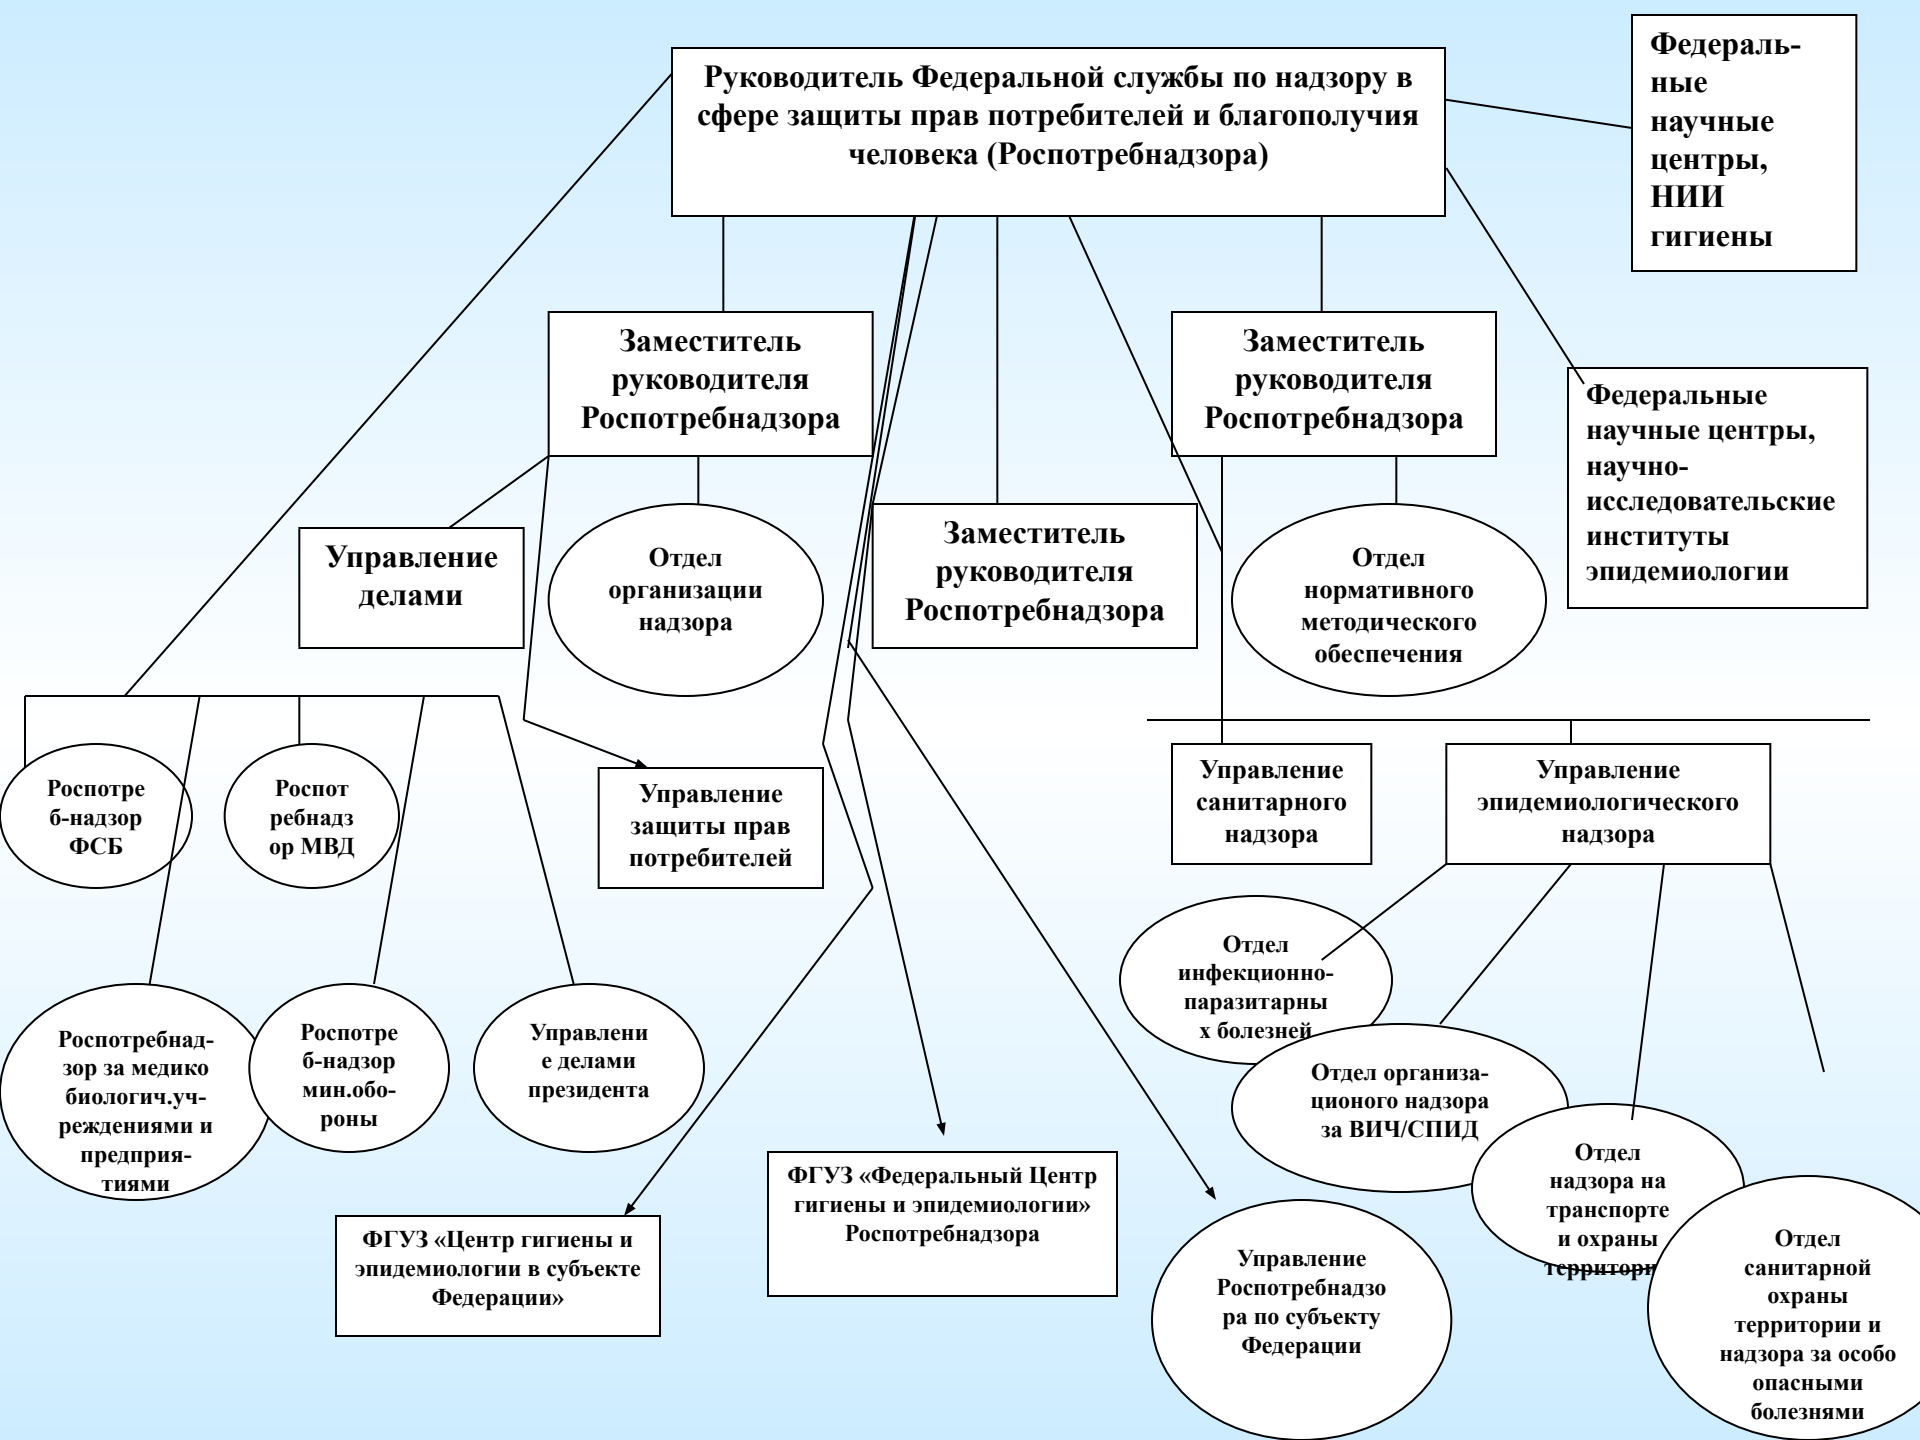 Руководитель Федеральной службы по надзору в
сфере защиты прав потребителей и благополучия
человека (Роспотребнадзора)
Федераль-
ные
научные
центры,
НИИ
гигиены
Заместитель
руководителя
Роспотребнадзора
Заместитель
руководителя
Роспотребнадзора
Федеральные
научные центры,
научно-
исследовательские
институты
эпидемиологии
Управление
делами
Отдел
организации
надзора
Заместитель
руководителя
Роспотребнадзора
Отдел
нормативного
методического
обеспечения
Роспотре
б-надзор
ФСБ
Роспот
ребнадз
ор МВД
Управление
защиты прав
потребителей
Управление
санитарного
надзора
Управление
эпидемиологического
надзора
Отдел
инфекционно-
паразитарны
х болезней
Роспотребнад-
зор за медико
биологич.уч-
реждениями и
предприя-
тиями
Роспотре
б-надзор
мин.обо-
роны
Управлени
е делами
президента
Отдел организа-
ционого надзора
за ВИЧ/СПИД
Отдел
надзора на
транспорте
и охраны
территори
ФГУЗ «Федеральный Центр
гигиены и эпидемиологии»
Роспотребнадзора
ФГУЗ «Центр гигиены и
эпидемиологии в субъекте
Федерации»
Управление
Роспотребнадзо
ра по субъекту
Федерации
Отдел
санитарной
охраны
территории и
надзора за особо
опасными
болезнями